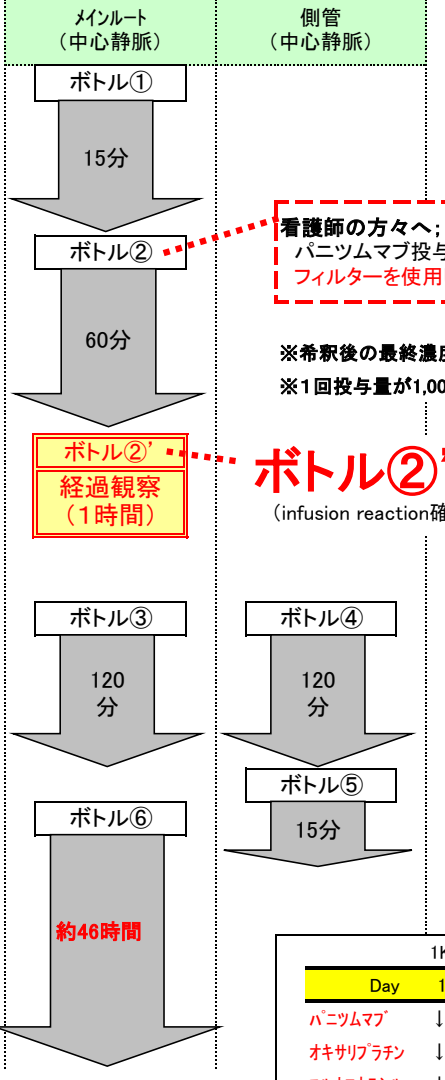 メインルート
（中心静脈）
側管
（中心静脈）
ボトル①
15分
ボトル②
60分
看護師の方々へ；
パニツムマブ投与
フィルターを使用
※希釈後の最終濃度
※１回投与量が1,00
ボトル②’
経過観察
（１時間）
ボトル②’
（infusion reaction確
ボトル③
120
分
ボトル④
120
分
ボトル⑤
15分
ボトル⑥
約46時間
1K
Day 1
パニツムマブ ↓
オキサリプラチン ↓